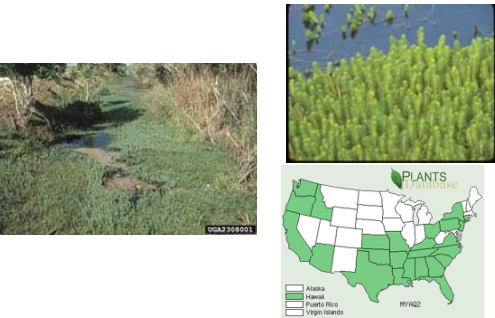 UGA2308001
PLANTS
Database
Alaska
Hawaii
Puerto Rico
Virgin Islands
MYAQ2